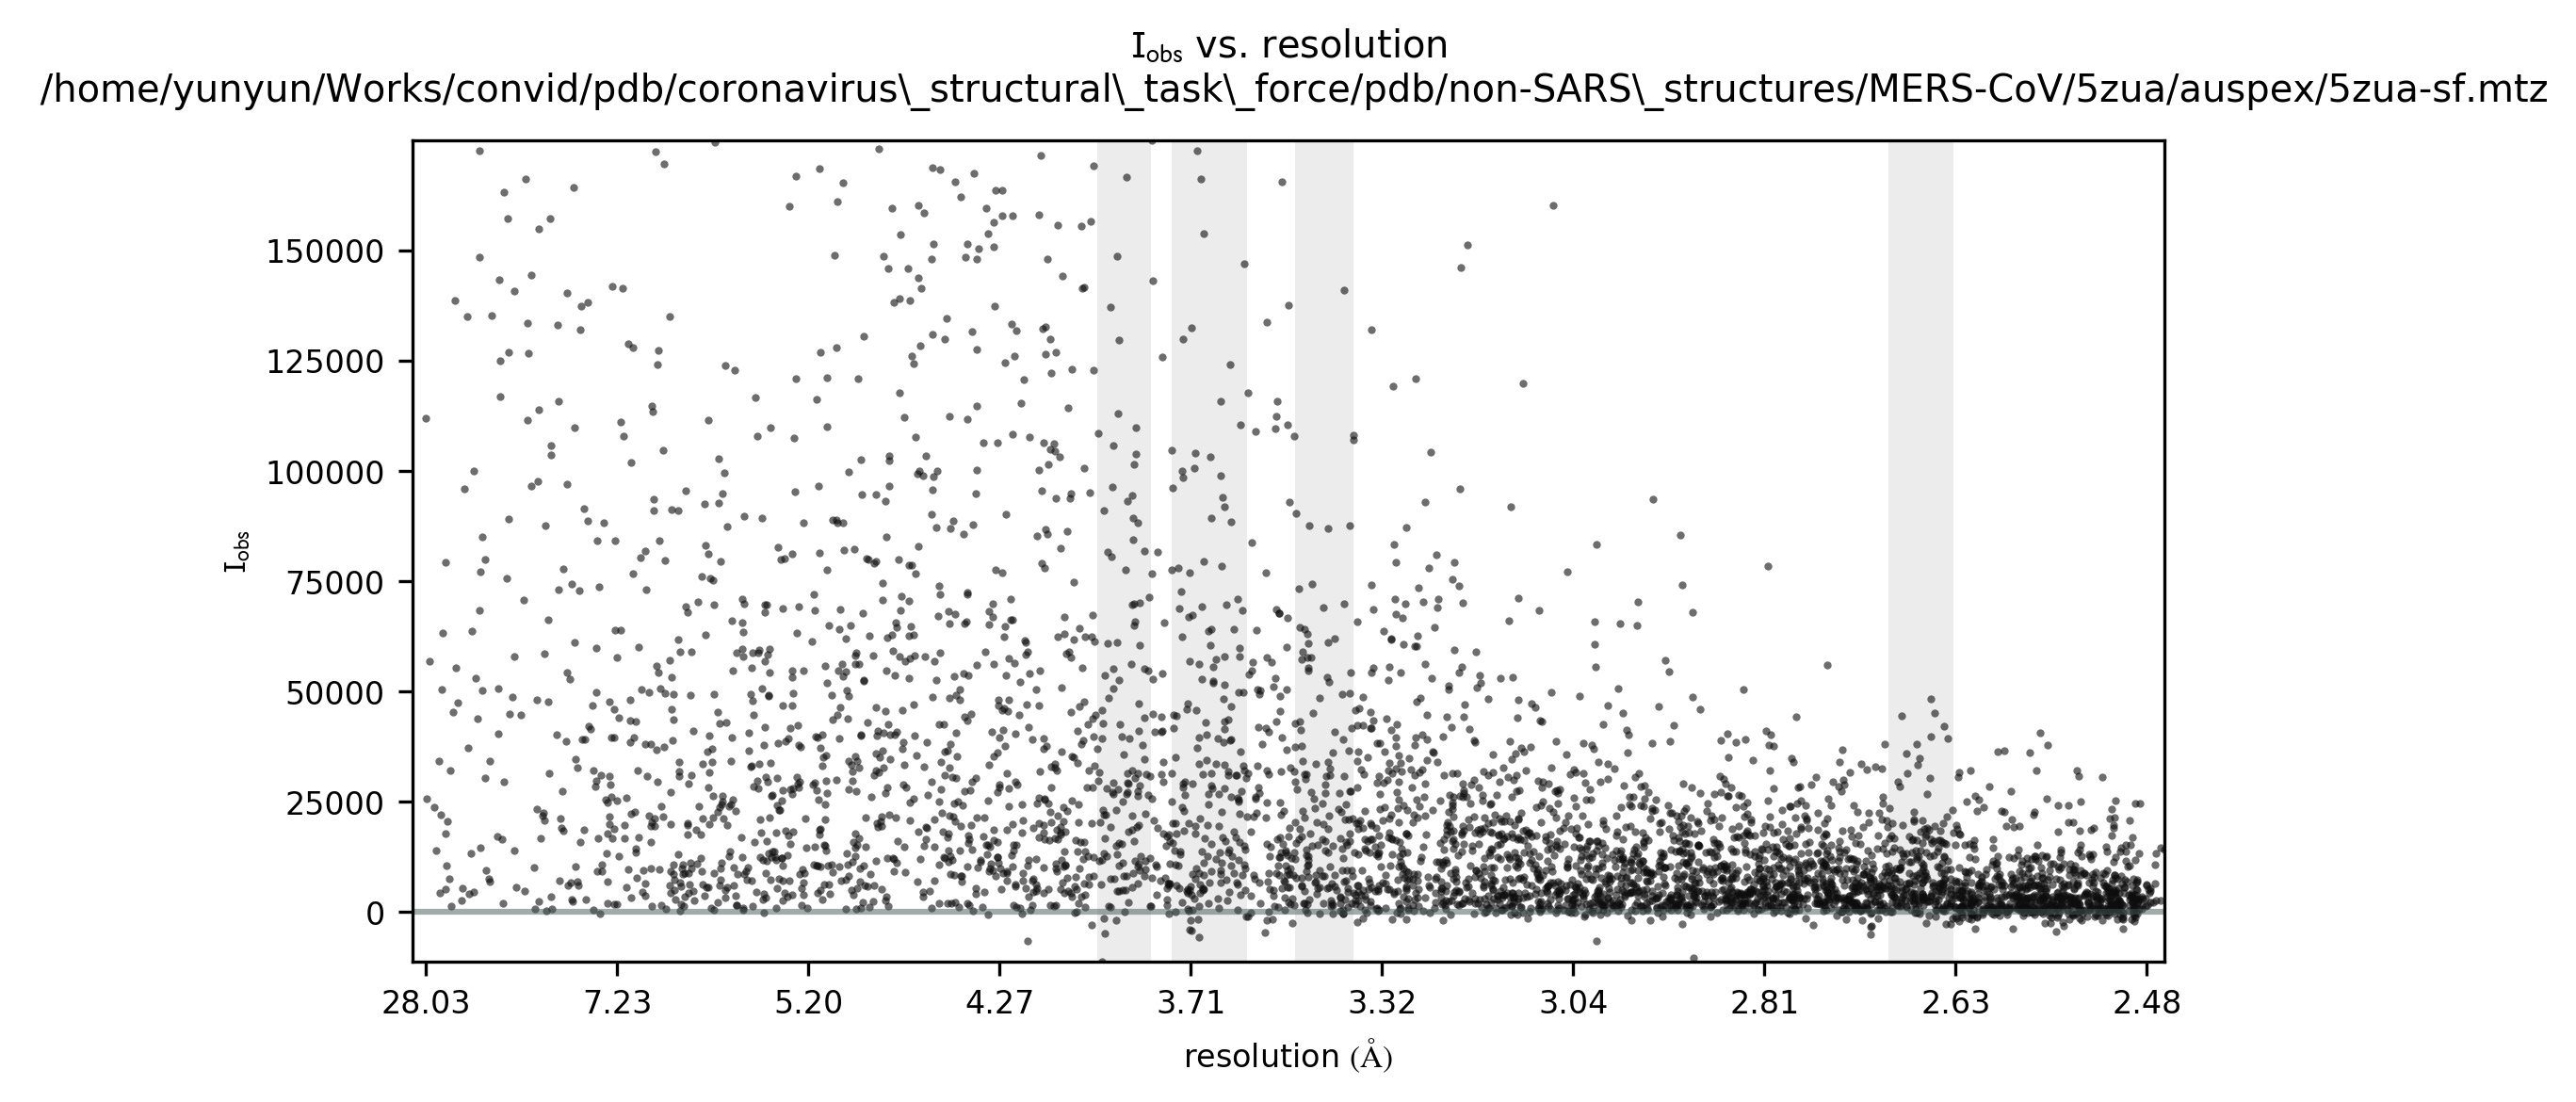 I_obs vs. resolution
/home/yunyun/Works/convid/pdb/coronavirus\_structural\_task\_force/pdb/non-SARS\_structures/MERS-CoV/5zua/auspex/5zua-sf.mtz
I_obs
150000
125000
100000
75000
50000
25000
0
28.03 7.23 5.20 4.27 3.71 3.32 3.04 2.81 2.63 2.48
resolution (Å)